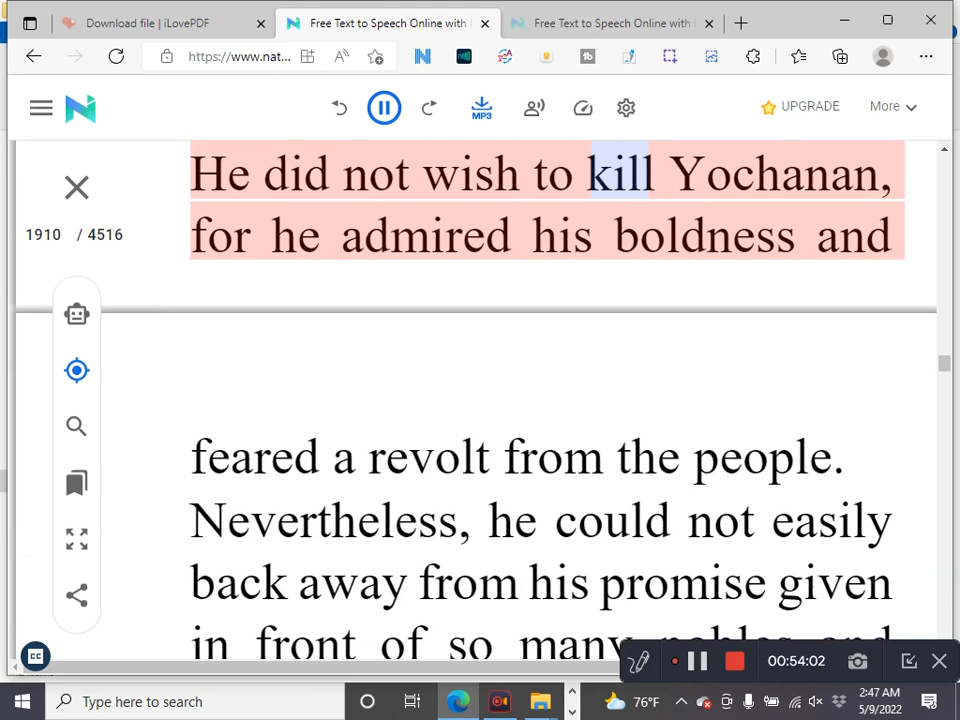 Download file | iLovePDF
Free Text to Speech Online with
Free Text to Speech Online with
https://www.nat...
MP3
UPGRADE
More
He did not wish to kill Yochanan,
1910 / 4516
for he admired his boldness and
feared a revolt from the people.
Nevertheless, he could not easily
back away from his promise given
in front of so many nobles and
CC
00:54:02
Type here to search
76°F
2:47 AM
5/9/2022